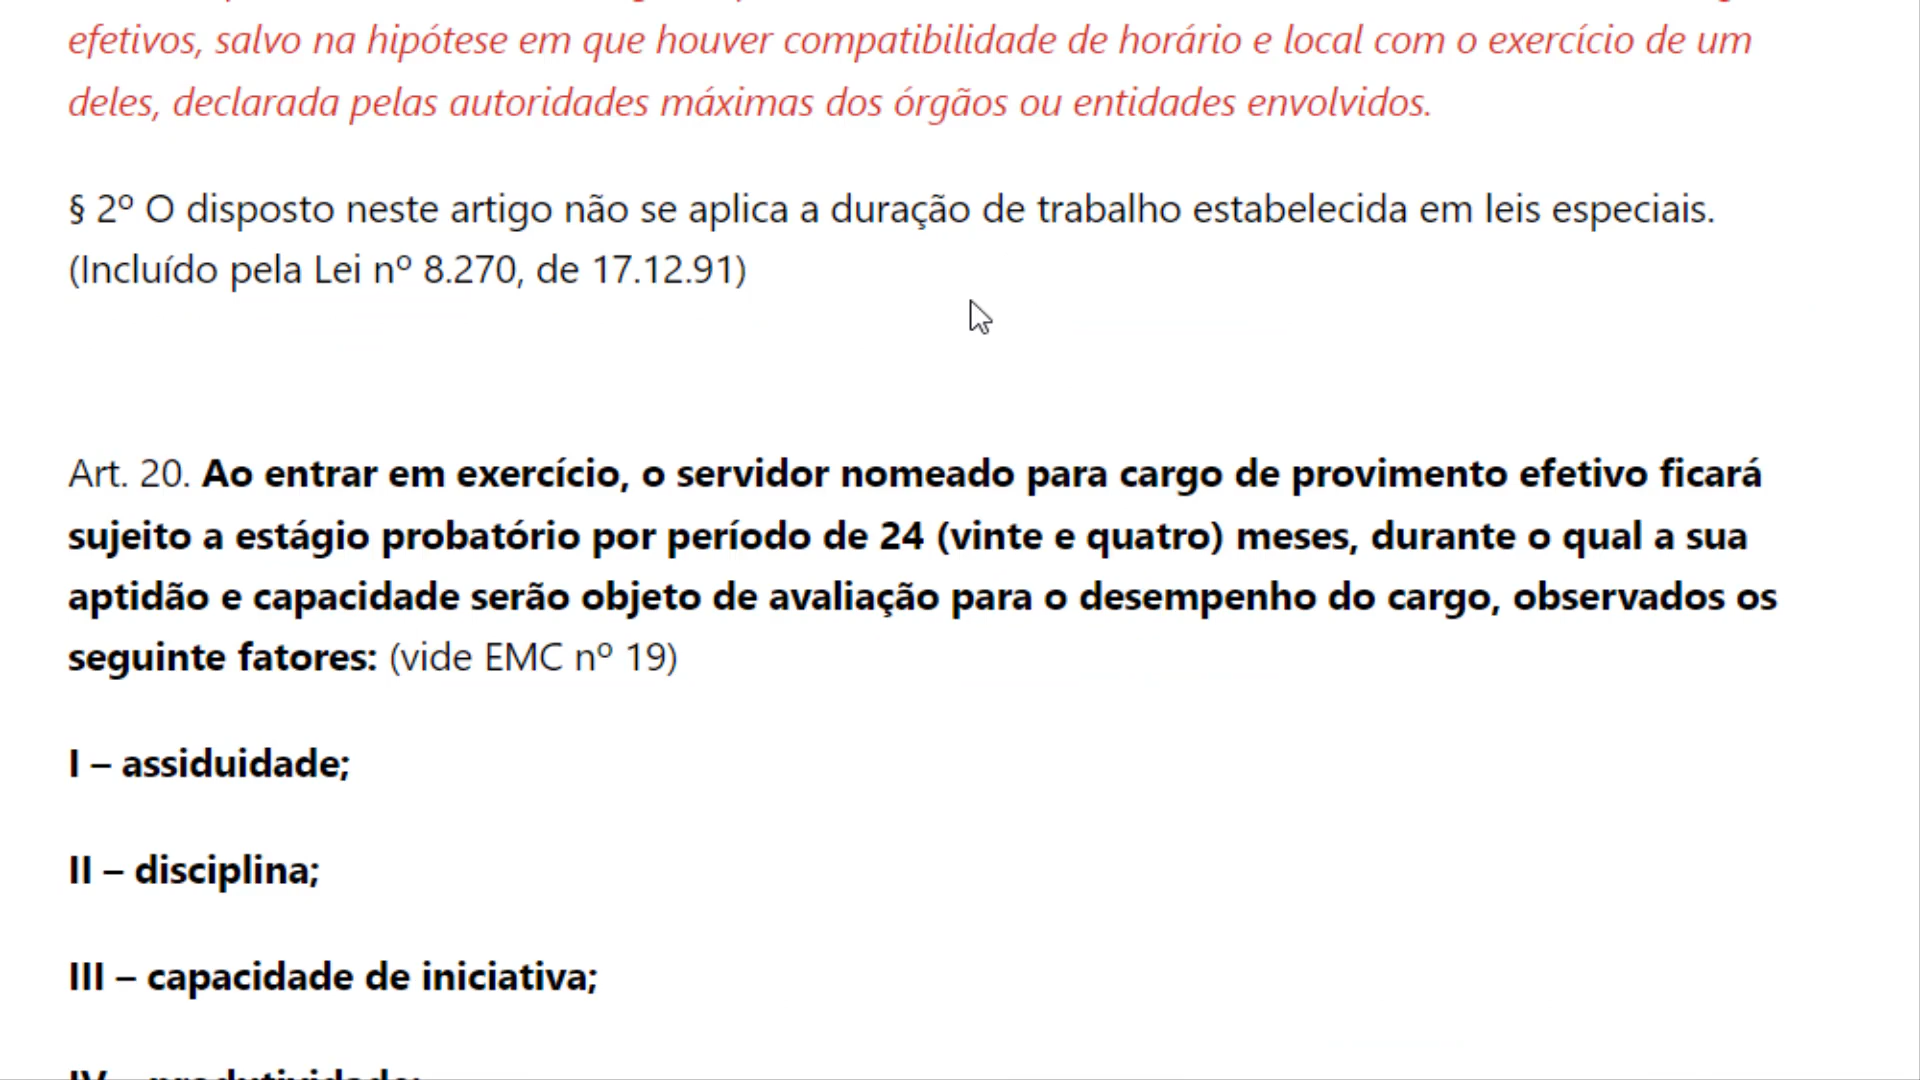 efetivos, salvo na hipótese em que houver compatibilidade de horário e local com o exercício de um
deles, declarada pelas autoridades máximas dos órgãos ou entidades envolvidos.
§ 2º O disposto neste artigo não se aplica a duração de trabalho estabelecida em leis especiais.
(Incluído pela Lei nº 8.270, de 17.12.91)
Art. 20. Ao entrar em exercício, o servidor nomeado para cargo de provimento efetivo ficará
sujeito a estágio probatório por período de 24 (vinte e quatro) meses, durante o qual a sua
aptidão e capacidade serão objeto de avaliação para o desempenho do cargo, observados os
seguinte fatores: (vide EMC nº 19)
I – assiduidade;
II – disciplina;
III – capacidade de iniciativa;
IV – produtividade;